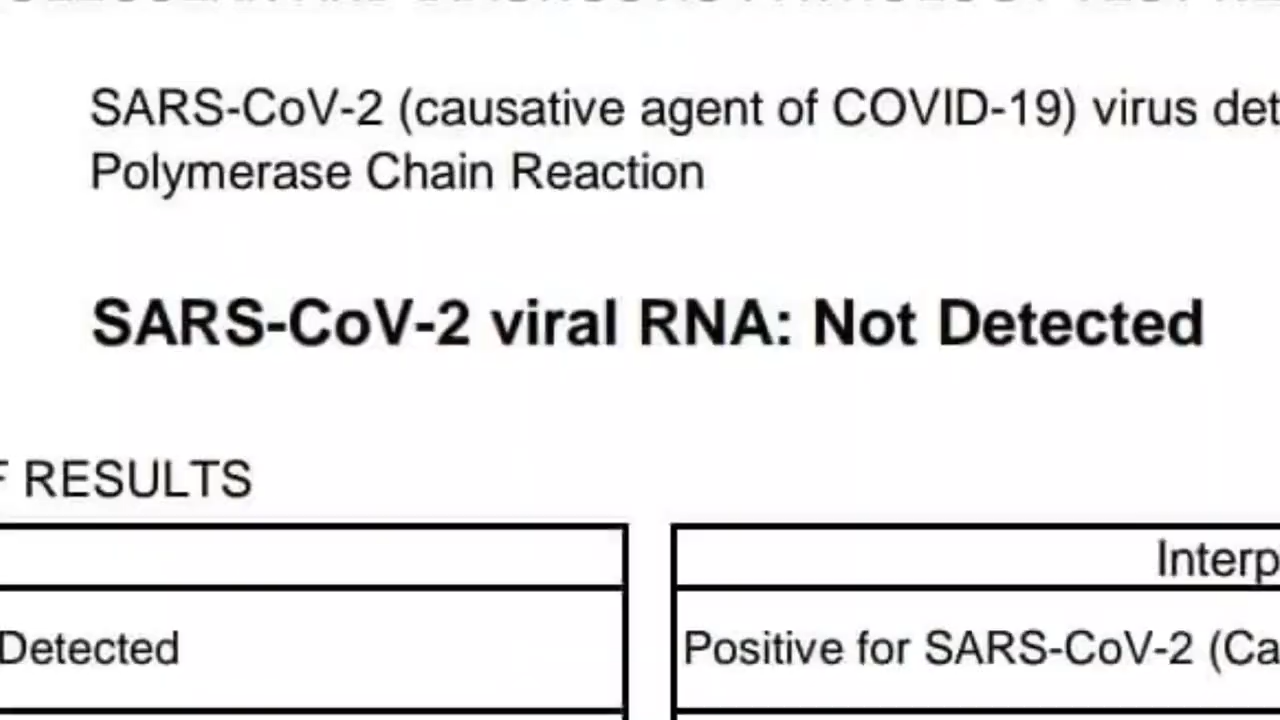 SARS-CoV-2 (causative agent of COVID-19) virus det
Polymerase Chain Reaction
SARS-CoV-2 viral RNA: Not Detected
F RESULTS
Interp
Detected
Positive for SARS-CoV-2 (Ca